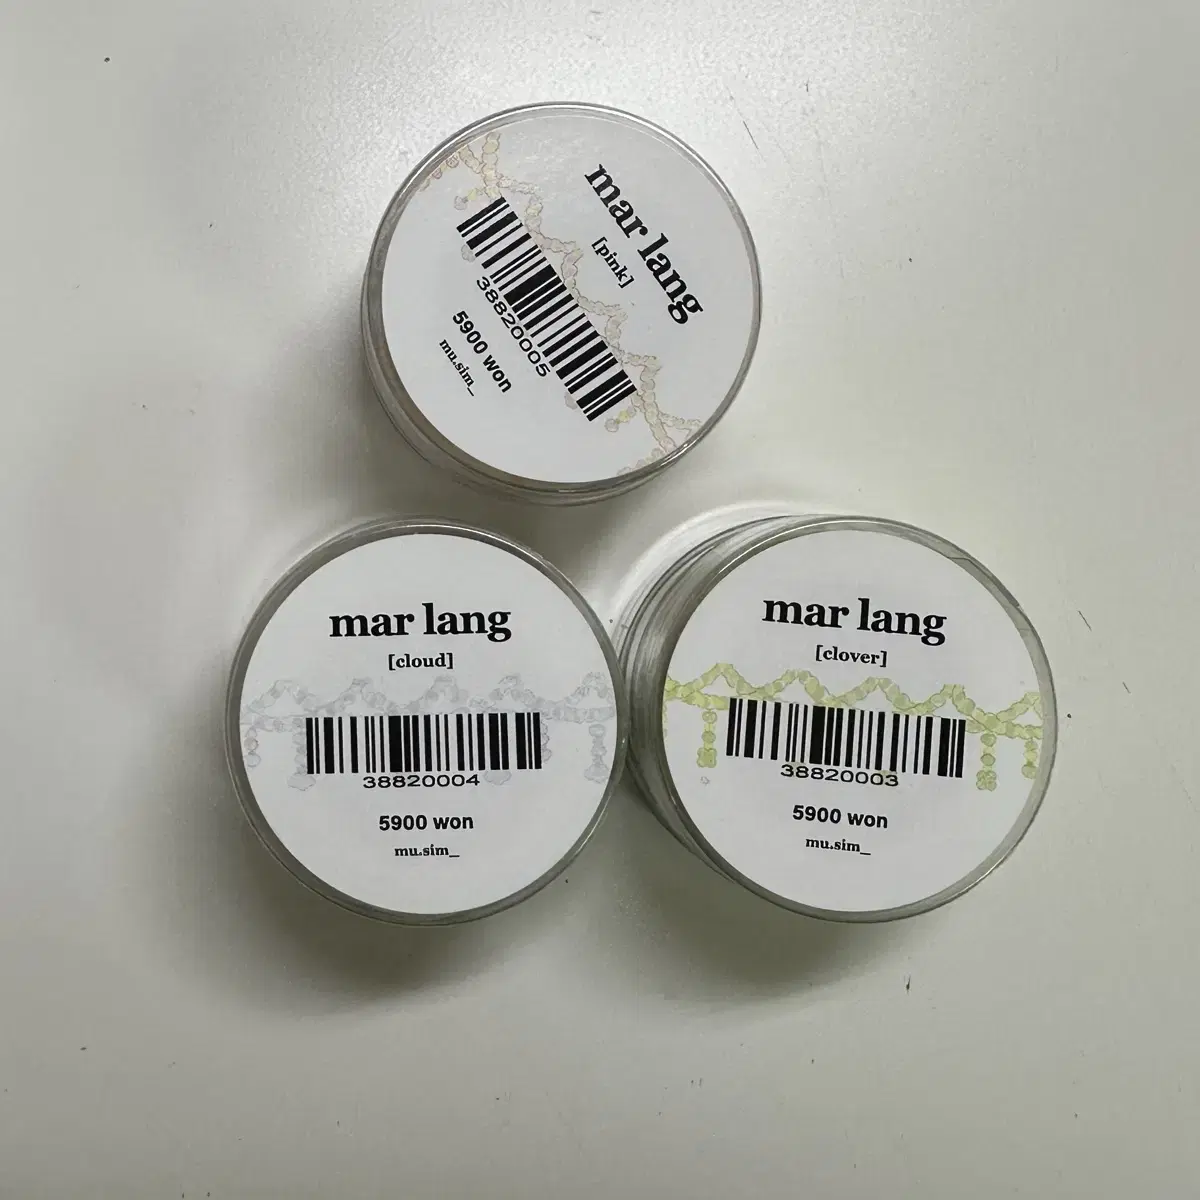 mar lang
[pink]
38820005
5900 won
mu.sim_
mar lang
[cloud]
38820004
5900 won
mu.sim_
mar lang
[clover]
38820003
5900 won
mu.sim_